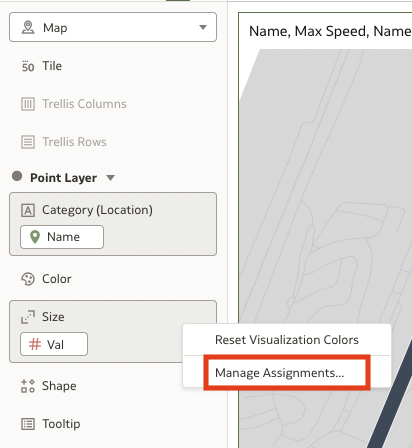 Map
Name, Max Speed, Name
50 Tile
Trellis Columns
Trellis Rows
Point Layer
A Category (Location)
Name
Color
Size
# Val
Reset Visualization Colors
Manage Assignments...
Shape
Tooltip